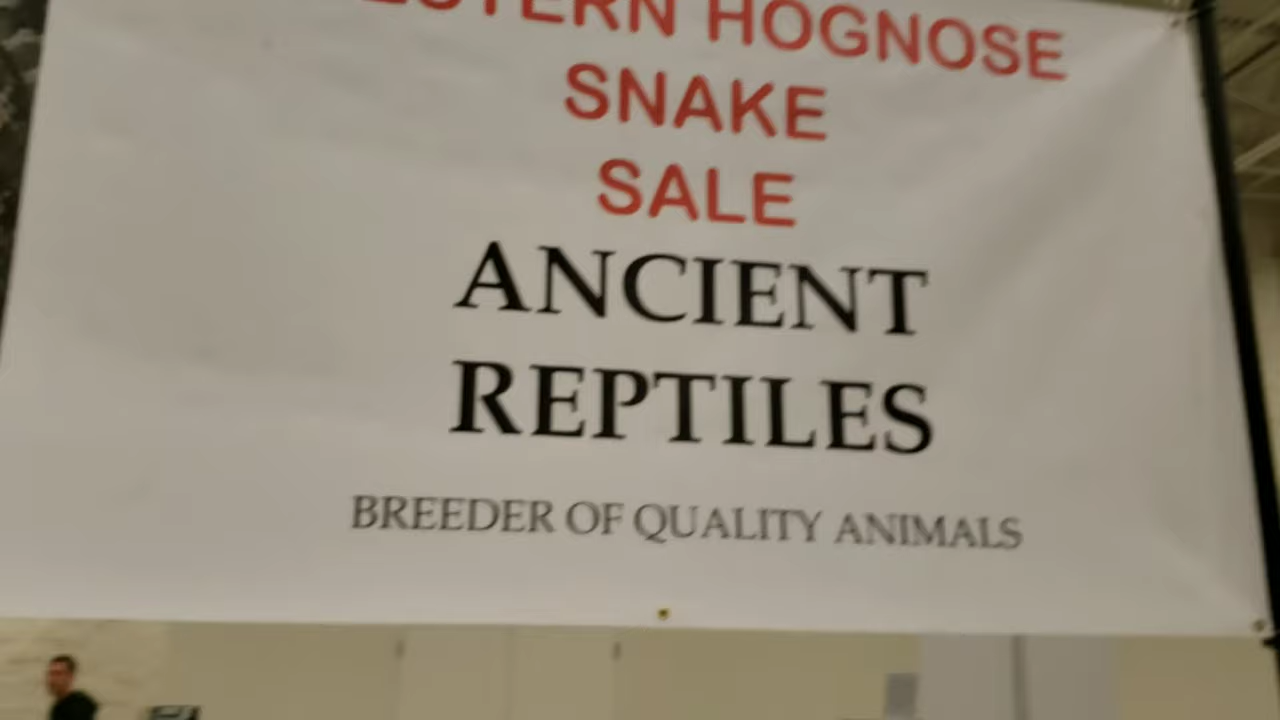 HOGNOSE
SNAKE
SALE
ANCIENT
REPTILES
BREEDER OF QUALITY ANIMALS